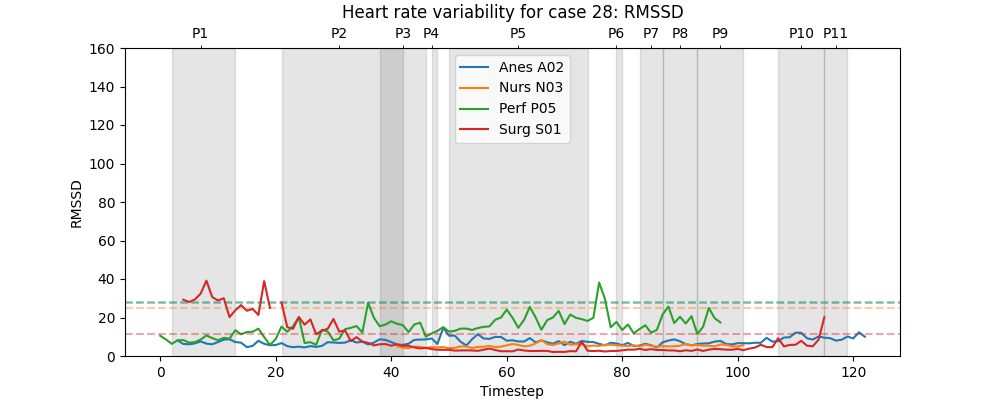 Heart rate variability for case 28: RMSSD
P1 P2 P3 P4 P5 P6 P7 P8 P9 P10 P11
160
140
120
100
80
60
40
20
0
RMSSD
Anes A02
Nurs N03
Perf P05
Surg S01
0 20 40 60 80 100 120
Timestep